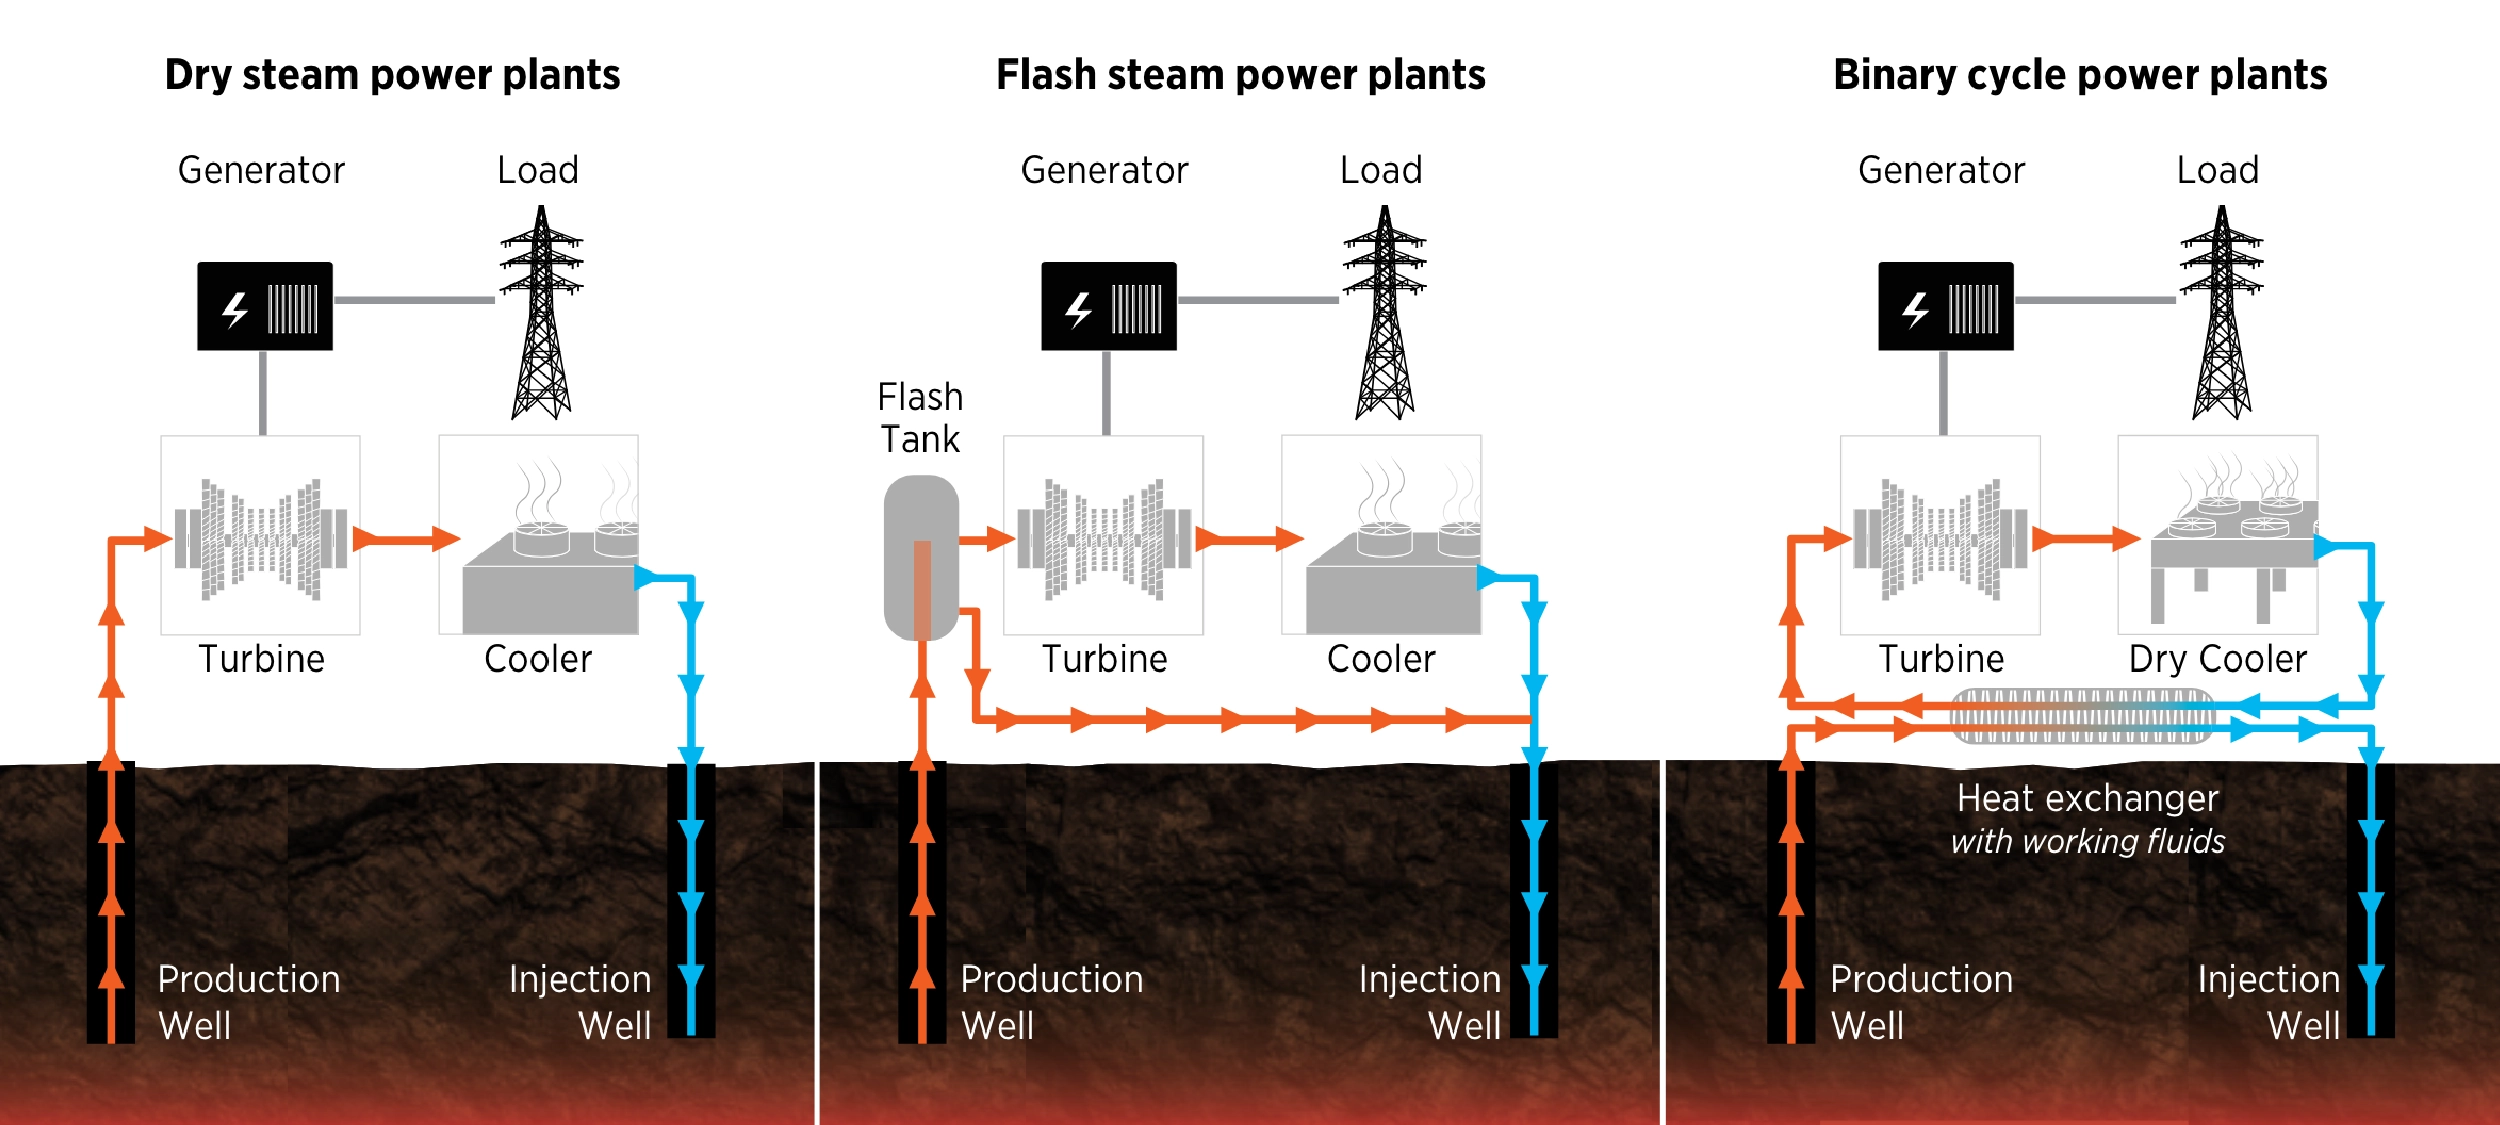 Dry steam power plants
Generator
Load
Turbine
Cooler
Production
Well
Injection
Well
Flash steam power plants
Generator
Load
Flash
Tank
Turbine
Cooler
Production
Well
Injection
Well
Binary cycle power plants
Generator
Load
Turbine
Dry Cooler
Heat exchanger
with working fluids
Production
Well
Injection
Well